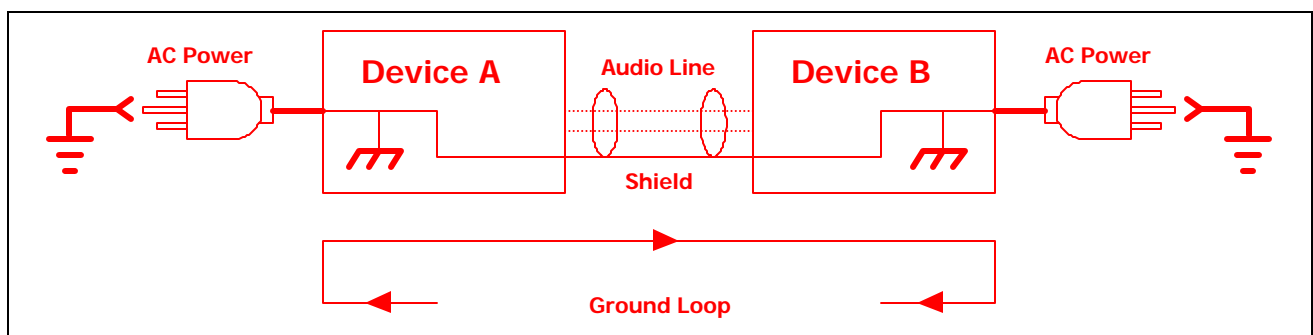 AC Power
Device A
Audio Line
Device B
AC Power
Shield
Ground Loop